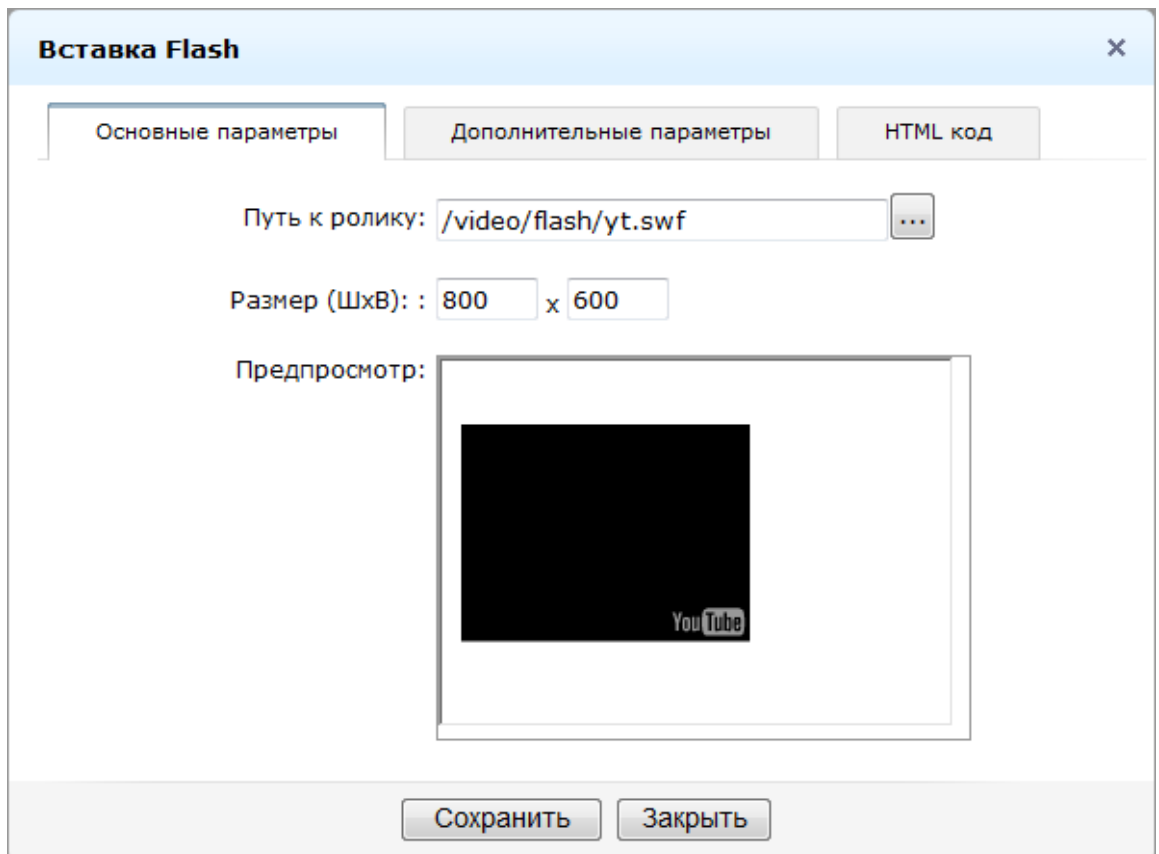 Вставка Flash ×
Основные параметры Дополнительные параметры HTML код
Путь к ролику: /video/flash/yt.swf ...
Размер (ШxВ): : 800 x 600
Предпросмотр:
YouTube
Сохранить Закрыть